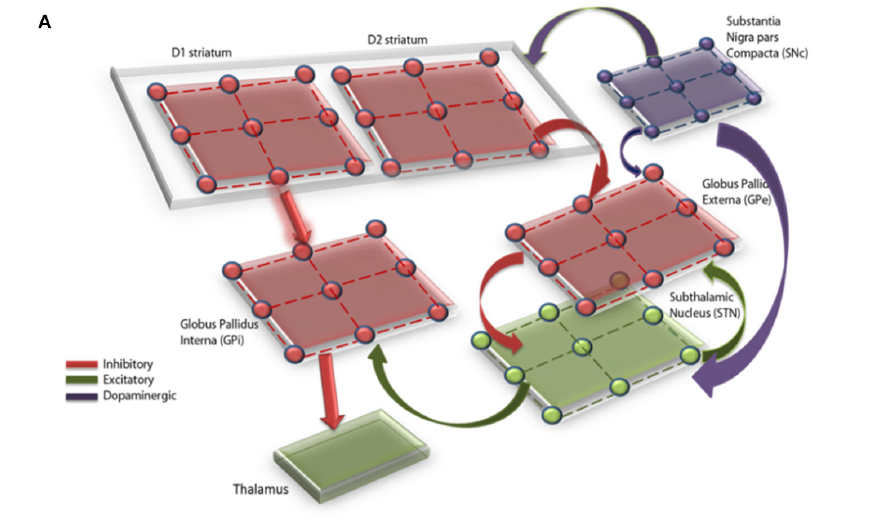 A
D1 striatum
D2 striatum
Substantia
Nigra pars
Compacta (SNc)
Globus Pallid
Externa (GPe)
Subthalamic
Nucleus (STN)
Globus Pallidus
Interna (GPi)
Inhibitory
Excitatory
Dopaminergic
Thalamus